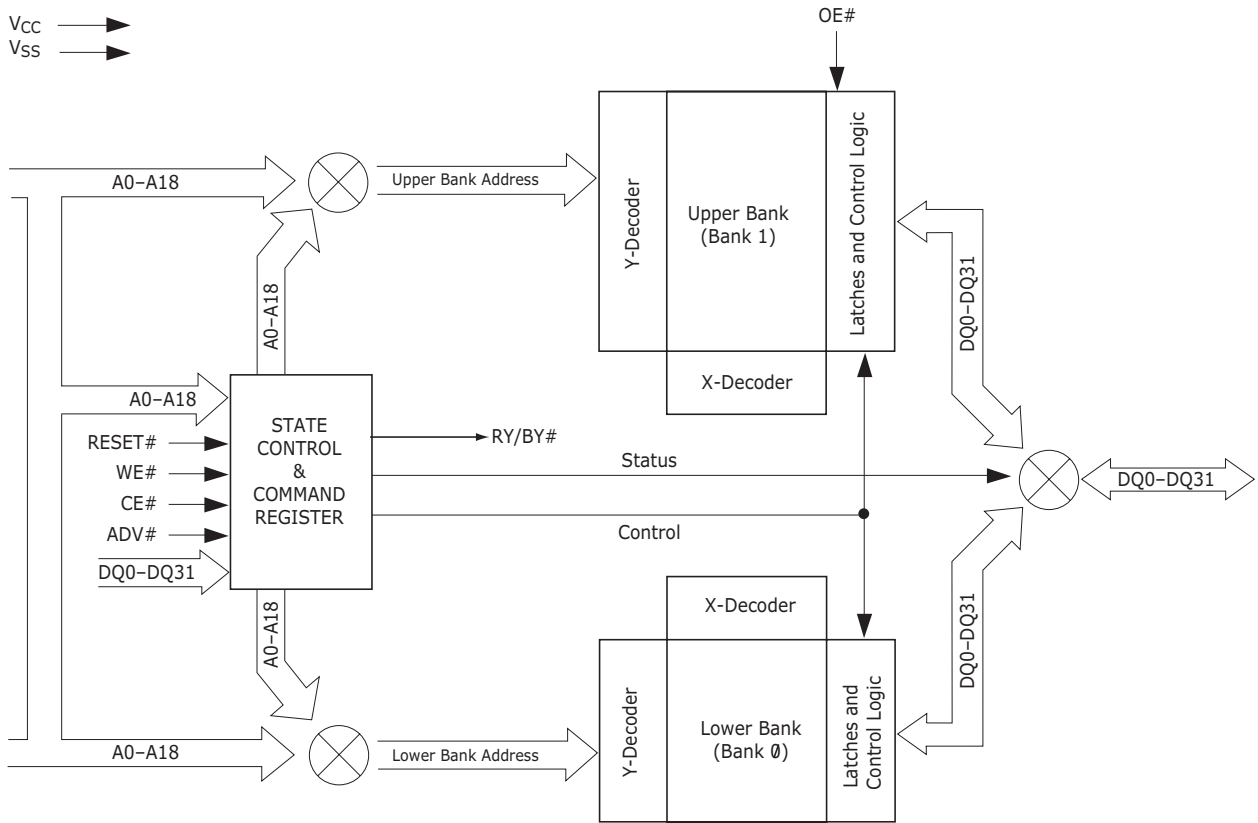 VCC
VSS
OE#
A0–A18
Upper Bank Address
Y-Decoder
Upper Bank
(Bank 1)
Latches and Control Logic
X-Decoder
DQ0–DQ31
A0–A18
A0–A18
RESET#
WE#
CE#
ADV#
DQ0–DQ31
STATE
CONTROL
&
COMMAND
REGISTER
RY/BY#
Status
Control
DQ0–DQ31
A0–A18
X-Decoder
DQ0–DQ31
A0–A18
Lower Bank Address
Y-Decoder
Lower Bank
(Bank 0)
Latches and
Control Logic